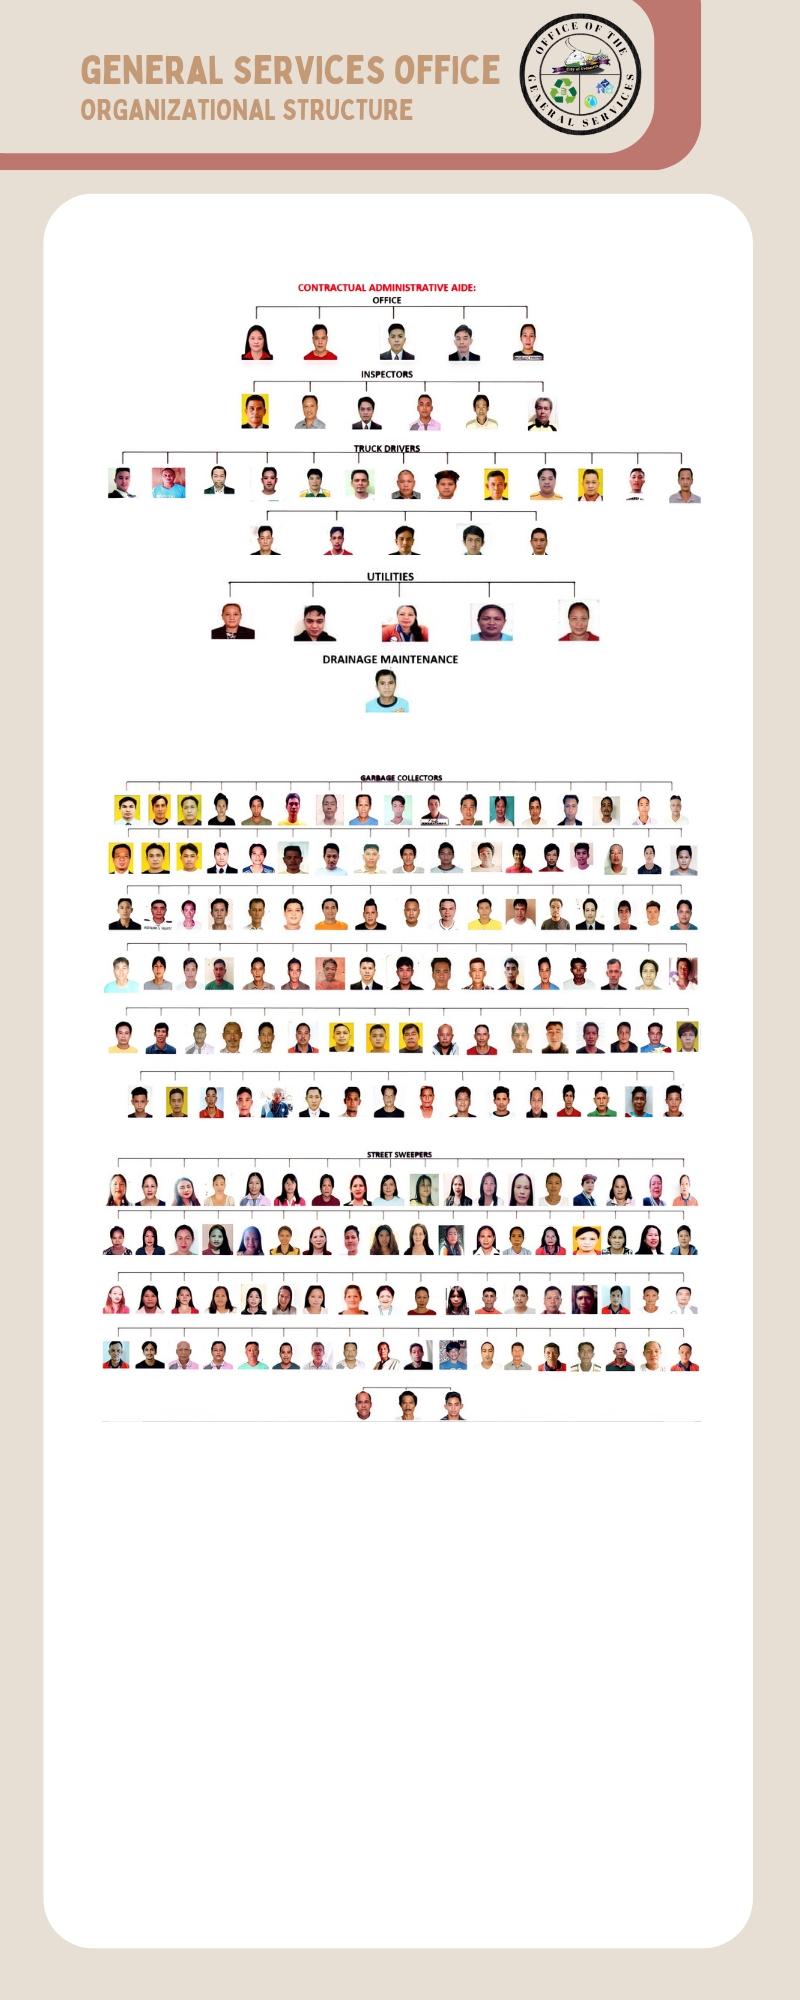 GENERAL SERVICES OFFICE
ORGANIZATIONAL STRUCTURE
OFFICE OF THE
GENERAL SERVICES
CONTRACTUAL ADMINISTRATIVE AIDE:
OFFICE
INSPECTORS
TRUCK DRIVERS
UTILITIES
DRAINAGE MAINTENANCE
GARBAGE COLLECTORS
STREET SWEEPERS